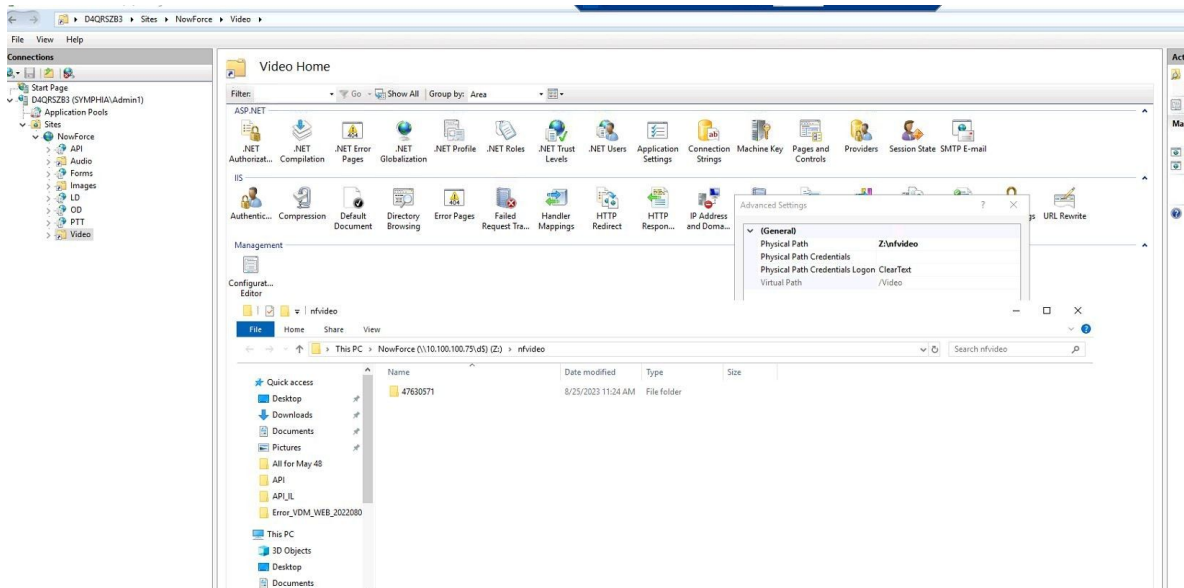 D4QRSZB3 Sites NowForce Video
File View Help
Connections
Start Page
D4QRSZB3 (SYMPHIA\Admin1)
Application Pools
Sites
NowForce
API
Audio
Forms
Images
LD
OD
PTT
Video
Video Home
Filter: Go Show All Group by: Area
ASP.NET
.NET Authorizat...
.NET Compilation
.NET Error Pages
.NET Globalization
.NET Profile
.NET Roles
.NET Trust Levels
.NET Users
Application Settings
Connection Strings
Machine Key
Pages and Controls
Providers
Session State
SMTP E-mail
IIS
Authentic...
Compression
Default Document
Directory Browsing
Error Pages
Failed Request Tra...
Handler Mappings
HTTP Redirect
HTTP Respon...
IP Address and Doma...
URL Rewrite
Management
Configurat... Editor
Advanced Settings ? X
(General)
Physical Path Z:\nfvideo
Physical Path Credentials
Physical Path Credentials Logon ClearText
Virtual Path /Video
nfvideo
File Home Share View
This PC NowForce (\\10.100.100.75\d$) (Z:) nfvideo
Search nfvideo
Name Date modified Type Size
47630571 8/25/2023 11:24 AM File folder
Quick access
Desktop
Downloads
Documents
Pictures
All for May 48
API
API_IL
Error_VDM_WEB_2022080
This PC
3D Objects
Desktop
Documents
Act
Ma